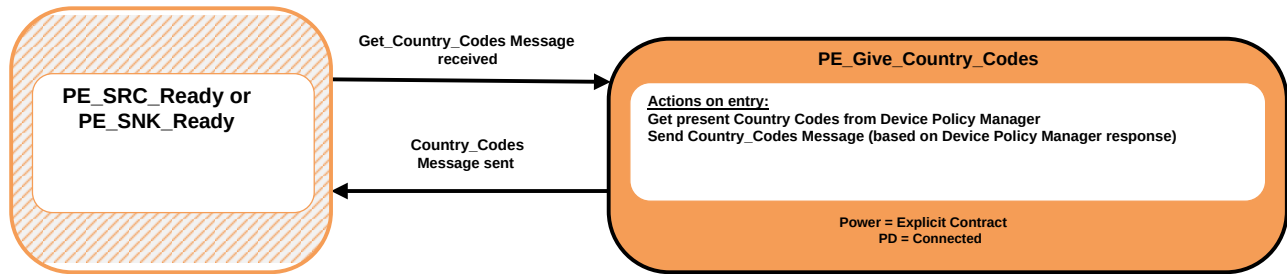 Get_Country_Codes Message
received
PE_SRC_Ready or
PE_SNK_Ready
Country_Codes
Message sent
PE_Give_Country_Codes
Actions on entry:
Get present Country Codes from Device Policy Manager
Send Country_Codes Message (based on Device Policy Manager response)
Power = Explicit Contract
PD = Connected